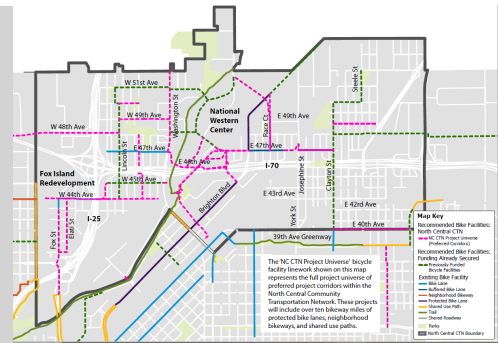 W 51st Ave
Steele St
W 49th Ave
Washington St
National
Western
Center
E 49th Ave
Race Ct
W 48th Ave
Lincoln St
E 47th Ave
E 47th Ave
E 46th Ave
I-70
Fox Island
Redevelopment
W 45th Ave
Josephine St
Clayton St
W 44th Ave
Brighton Blvd
E 43rd Ave
E 42nd Ave
I-25
Fox St
Elati St
York St
E 40th Ave
39th Ave Greenway
The 'NC CTN Project Universe' bicycle
facility linework shown on this map
represents the full project universe of
preferred project corridors within the
North Central Community
Transportation Network. These projects
will include over ten bikeway miles of
protected bike lanes, neighborhood
bikeways, and shared use paths.
Map Key
Recommended Bike Facilities:
North Central CTN
NC CTN Project Universe
(Preferred Corridors)
Recommended Bike Facilities:
Funding Already Secured
Previously Funded
Bicycle Facilities
Existing Bike Facility
Bike Lane
Buffered Bike Lane
Neighborhood Bikeway
Protected Bike Lane
Shared Use Path
Trail
Shared Roadway
Parks
North Central CTN Boundary